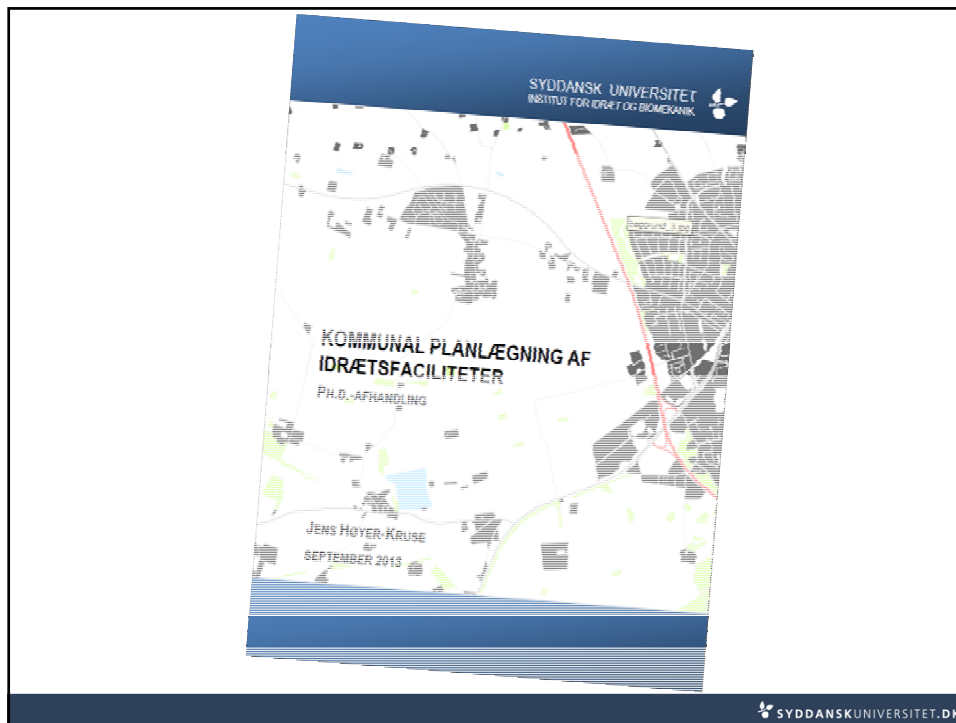 SYDDANSK UNIVERSITET
INSTITUT FOR IDRÆT OG BIOMEKANIK
KOMMUNAL PLANLÆGNING AF
IDRÆTSFACILITETER
PH.D.-AFHANDLING
JENS HØYER-KRUSE
SEPTEMBER 2013
SYDDANSKUNIVERSITET.DK